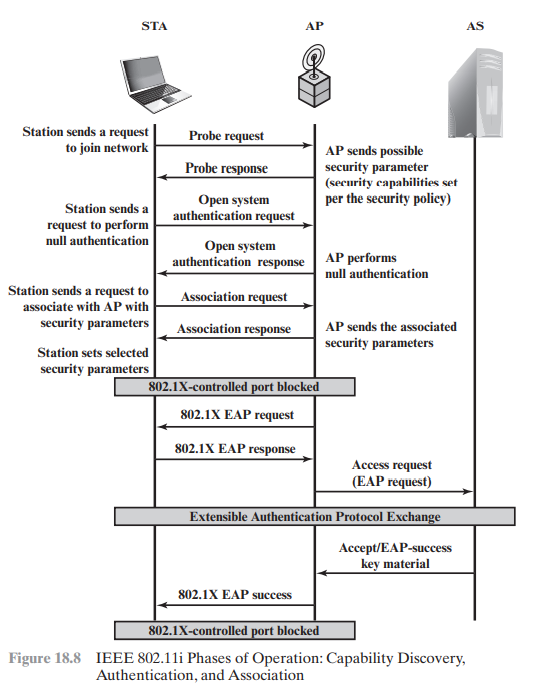 STA
AP
AS
Station sends a request
to join network
Probe request
AP sends possible
security parameter
(security capabilities set
per the security policy)
Probe response
Station sends a
request to perform
null authentication
Open system
authentication request
Open system
authentication response
AP performs
null authentication
Station sends a request to
associate with AP with
security parameters
Association request
Association response
AP sends the associated
security parameters
Station sets selected
security parameters
802.1X-controlled port blocked
802.1X EAP request
802.1X EAP response
Access request
(EAP request)
Extensible Authentication Protocol Exchange
Accept/EAP-success
key material
802.1X EAP success
802.1X-controlled port blocked
Figure 18.8 IEEE 802.11i Phases of Operation: Capability Discovery,
Authentication, and Association